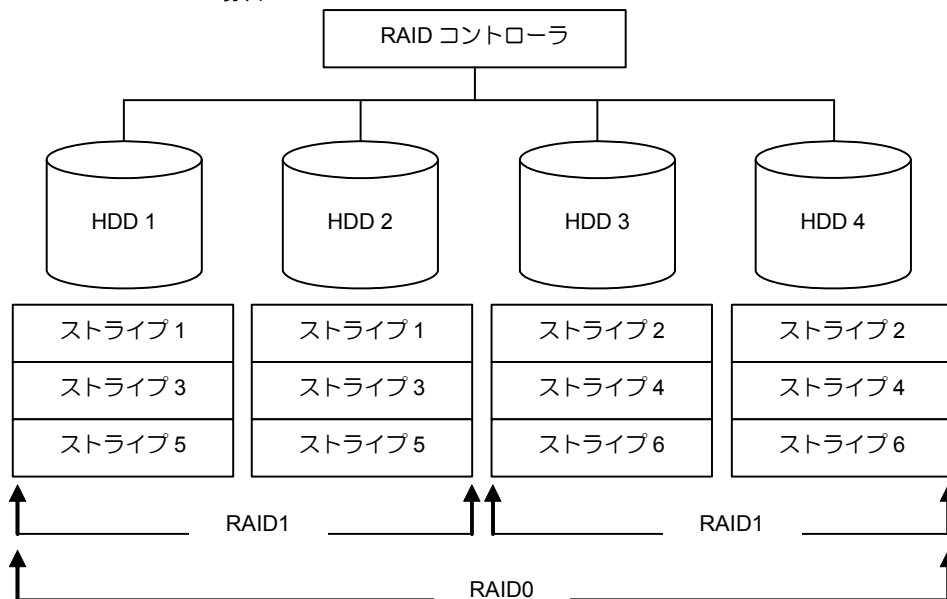 RAID コントローラ
HDD 1
HDD 2
HDD 3
HDD 4
ストライプ 1
ストライプ 1
ストライプ 2
ストライプ 2
ストライプ 3
ストライプ 3
ストライプ 4
ストライプ 4
ストライプ 5
ストライプ 5
ストライプ 6
ストライプ 6
RAID1
RAID1
RAID0